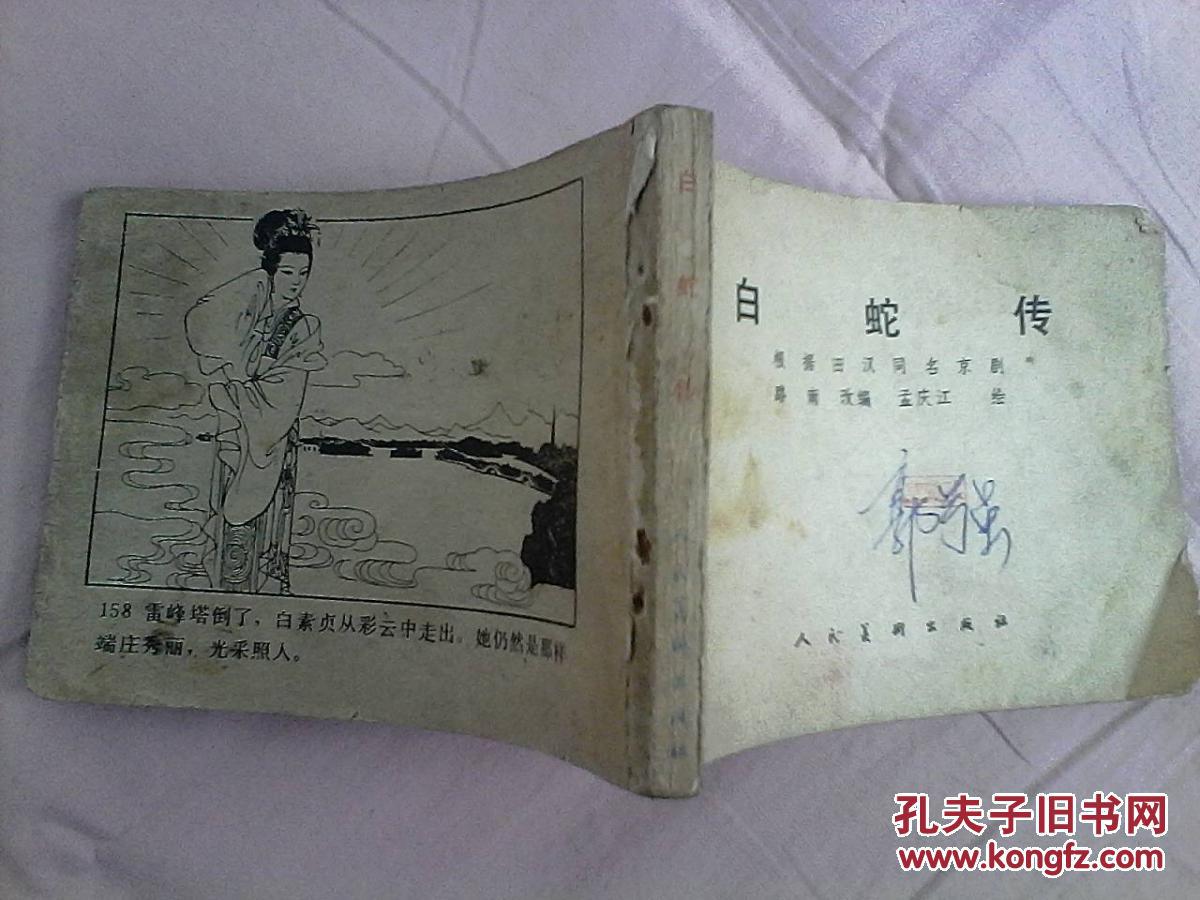 158 雷峰塔倒了，白素贞从彩云中走出。她仍然是那样
端庄秀丽，光采照人。
白蛇传
根据田汉同名京剧
路南 改编 孟庆江 绘
人民美术出版社
孔夫子旧书网
www.kongfz.com